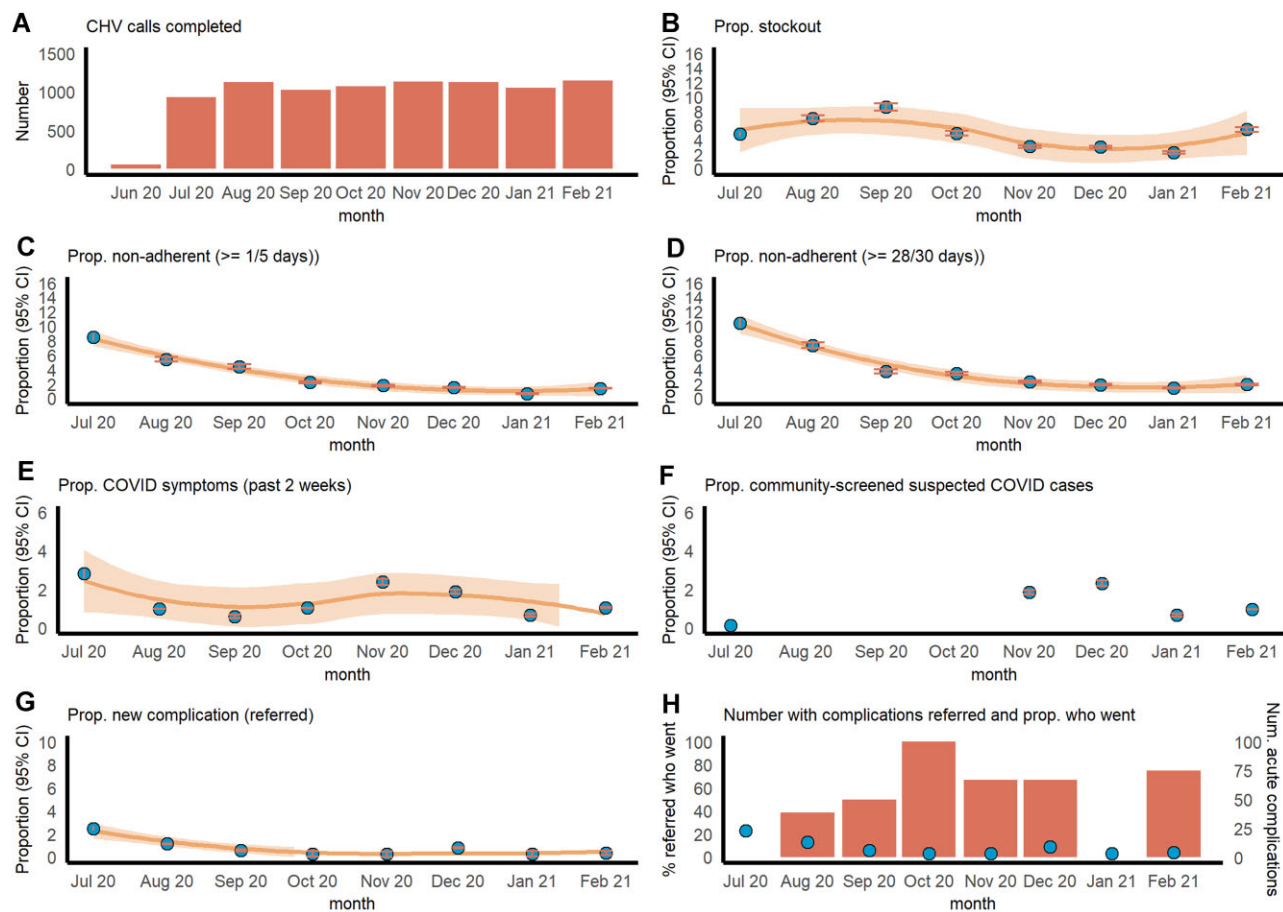 A
CHV calls completed
Number
1500
1000
500
0
Jun 20 Jul 20 Aug 20 Sep 20 Oct 20 Nov 20 Dec 20 Jan 21 Feb 21
month
B
Prop. stockout
Proportion (95% CI)
16
14
12
10
8
6
4
2
0
Jul 20 Aug 20 Sep 20 Oct 20 Nov 20 Dec 20 Jan 21 Feb 21
month
C
Prop. non-adherent (>= 1/5 days))
Proportion (95% CI)
16
14
12
10
8
6
4
2
0
Jul 20 Aug 20 Sep 20 Oct 20 Nov 20 Dec 20 Jan 21 Feb 21
month
D
Prop. non-adherent (>= 28/30 days))
Proportion (95% CI)
16
14
12
10
8
6
4
2
0
Jul 20 Aug 20 Sep 20 Oct 20 Nov 20 Dec 20 Jan 21 Feb 21
month
E
Prop. COVID symptoms (past 2 weeks)
Proportion (95% CI)
6
4
2
0
Jul 20 Aug 20 Sep 20 Oct 20 Nov 20 Dec 20 Jan 21 Feb 21
month
F
Prop. community-screened suspected COVID cases
Proportion (95% CI)
6
4
2
0
Jul 20 Aug 20 Sep 20 Oct 20 Nov 20 Dec 20 Jan 21 Feb 21
month
G
Prop. new complication (referred)
Proportion (95% CI)
10
8
6
4
2
0
Jul 20 Aug 20 Sep 20 Oct 20 Nov 20 Dec 20 Jan 21 Feb 21
month
H
Number with complications referred and prop. who went
% referred who went
100
80
60
40
20
0
Jul 20 Aug 20 Sep 20 Oct 20 Nov 20 Dec 20 Jan 21 Feb 21
month
100
75
50
25
0
Num. acute complications